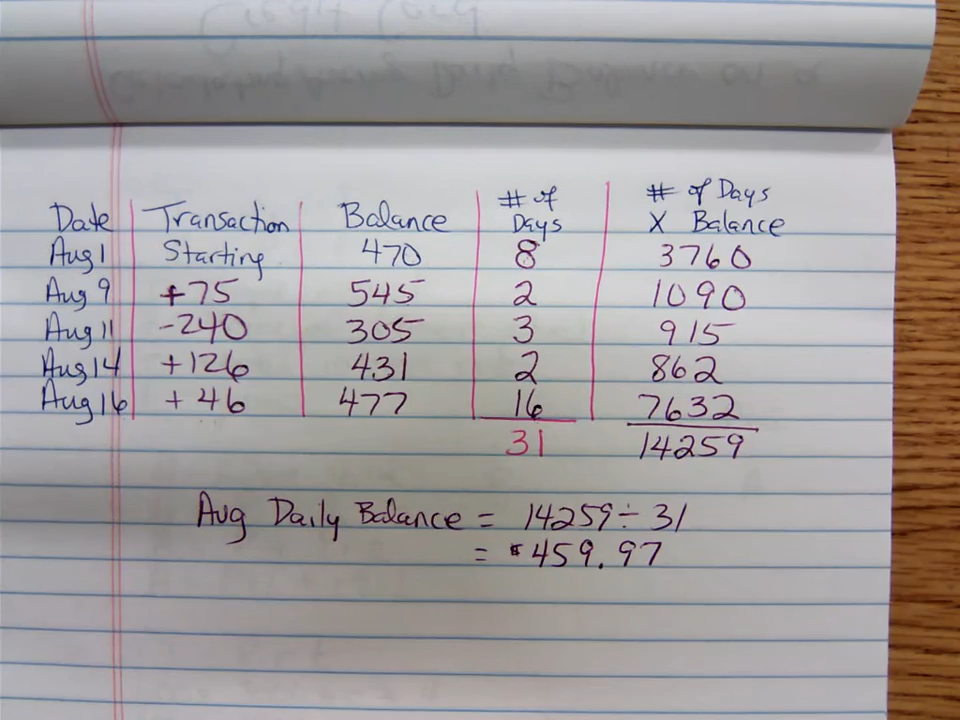 Date Transaction Balance # of Days # of Days X Balance
Aug 1 Starting 470 8 3760
Aug 9 +75 545 2 1090
Aug 11 -240 305 3 915
Aug 14 +126 431 2 862
Aug 16 + 46 477 16 7632
31 14259
Aug Daily Balance = 14259 ÷ 31
= $459.97